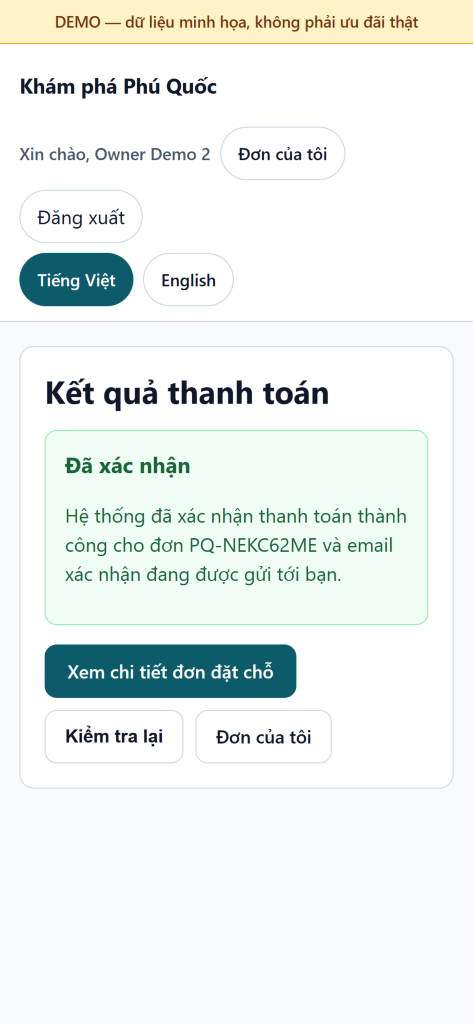 DEMO — dữ liệu minh họa, không phải ưu đãi thật
Khám phá Phú Quốc
Xin chào, Owner Demo 2
Đơn của tôi
Đăng xuất
Tiếng Việt
English
Kết quả thanh toán
Đã xác nhận
Hệ thống đã xác nhận thanh toán thành
công cho đơn PQ-NEKC62ME và email
xác nhận đang được gửi tới bạn.
Xem chi tiết đơn đặt chỗ
Kiểm tra lại
Đơn của tôi